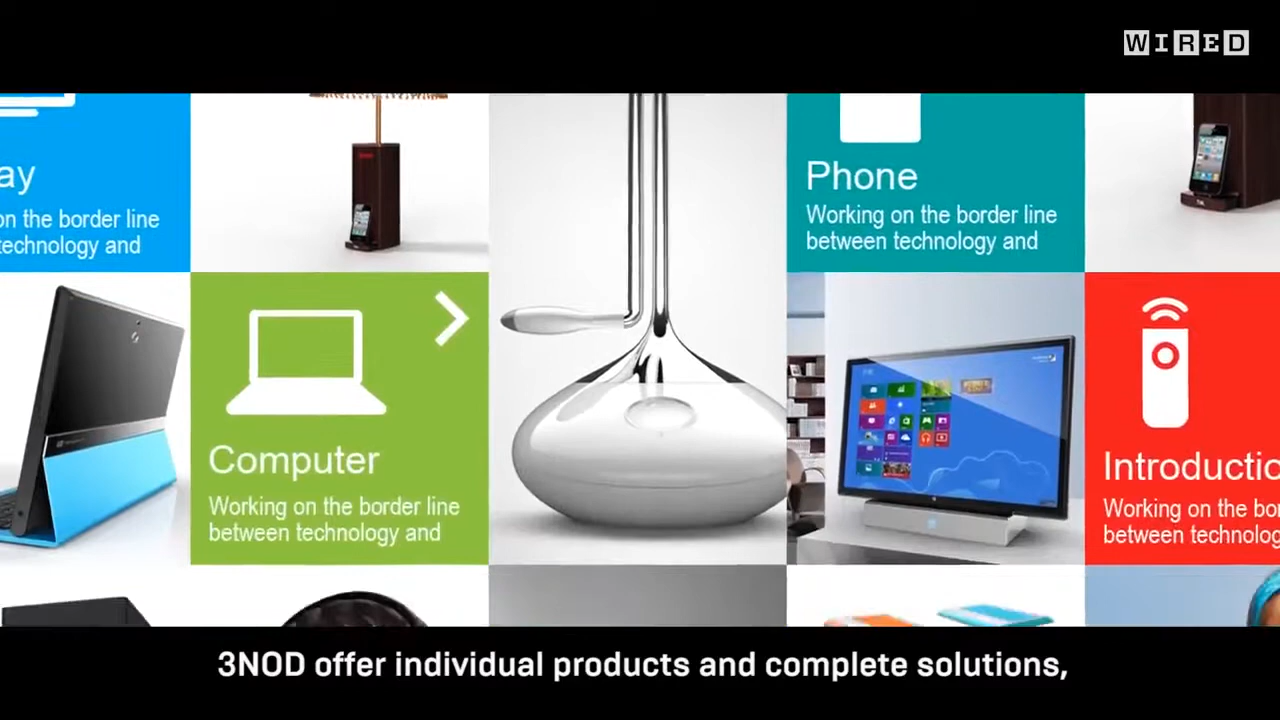 WIRED
ay
on the border line
technology and
Phone
Working on the border line
between technology and
Computer
Working on the border line
between technology and
Introductio
Working on the bor
between technolog
3NOD offer individual products and complete solutions,